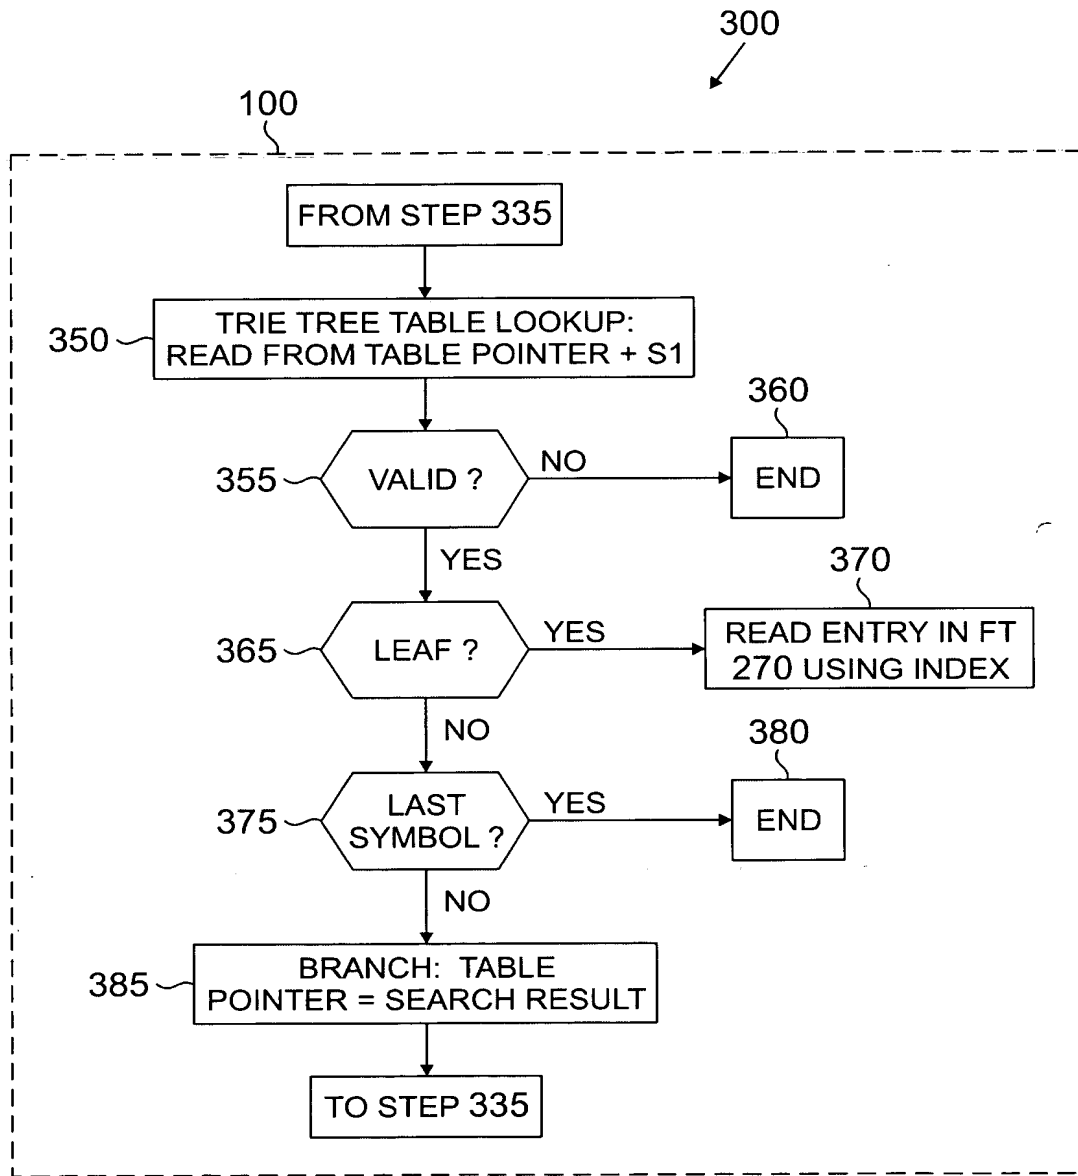 300
100
FROM STEP 335
350
TRIE TREE TABLE LOOKUP:
READ FROM TABLE POINTER + S1
360
355
VALID ?
NO
END
YES
370
365
LEAF ?
YES
READ ENTRY IN FT
270 USING INDEX
NO
380
375
LAST
SYMBOL ?
YES
END
NO
385
BRANCH: TABLE
POINTER = SEARCH RESULT
TO STEP 335